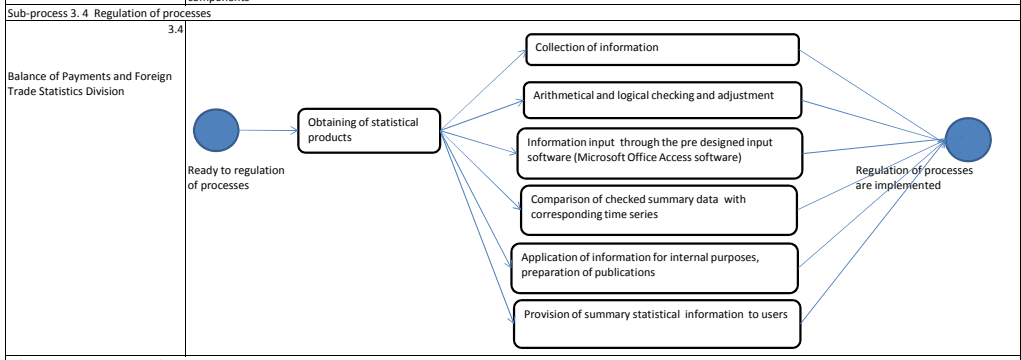 components
Sub-process 3. 4 Regulation of processes
3.4
Balance of Payments and Foreign
Trade Statistics Division
Ready to regulation
of processes
Obtaining of statistical
products
Collection of information
Arithmetical and logical checking and adjustment
Information input through the pre designed input
software (Microsoft Office Access software)
Comparison of checked summary data with
corresponding time series
Application of information for internal purposes,
preparation of publications
Provision of summary statistical information to users
Regulation of processes
are implemented